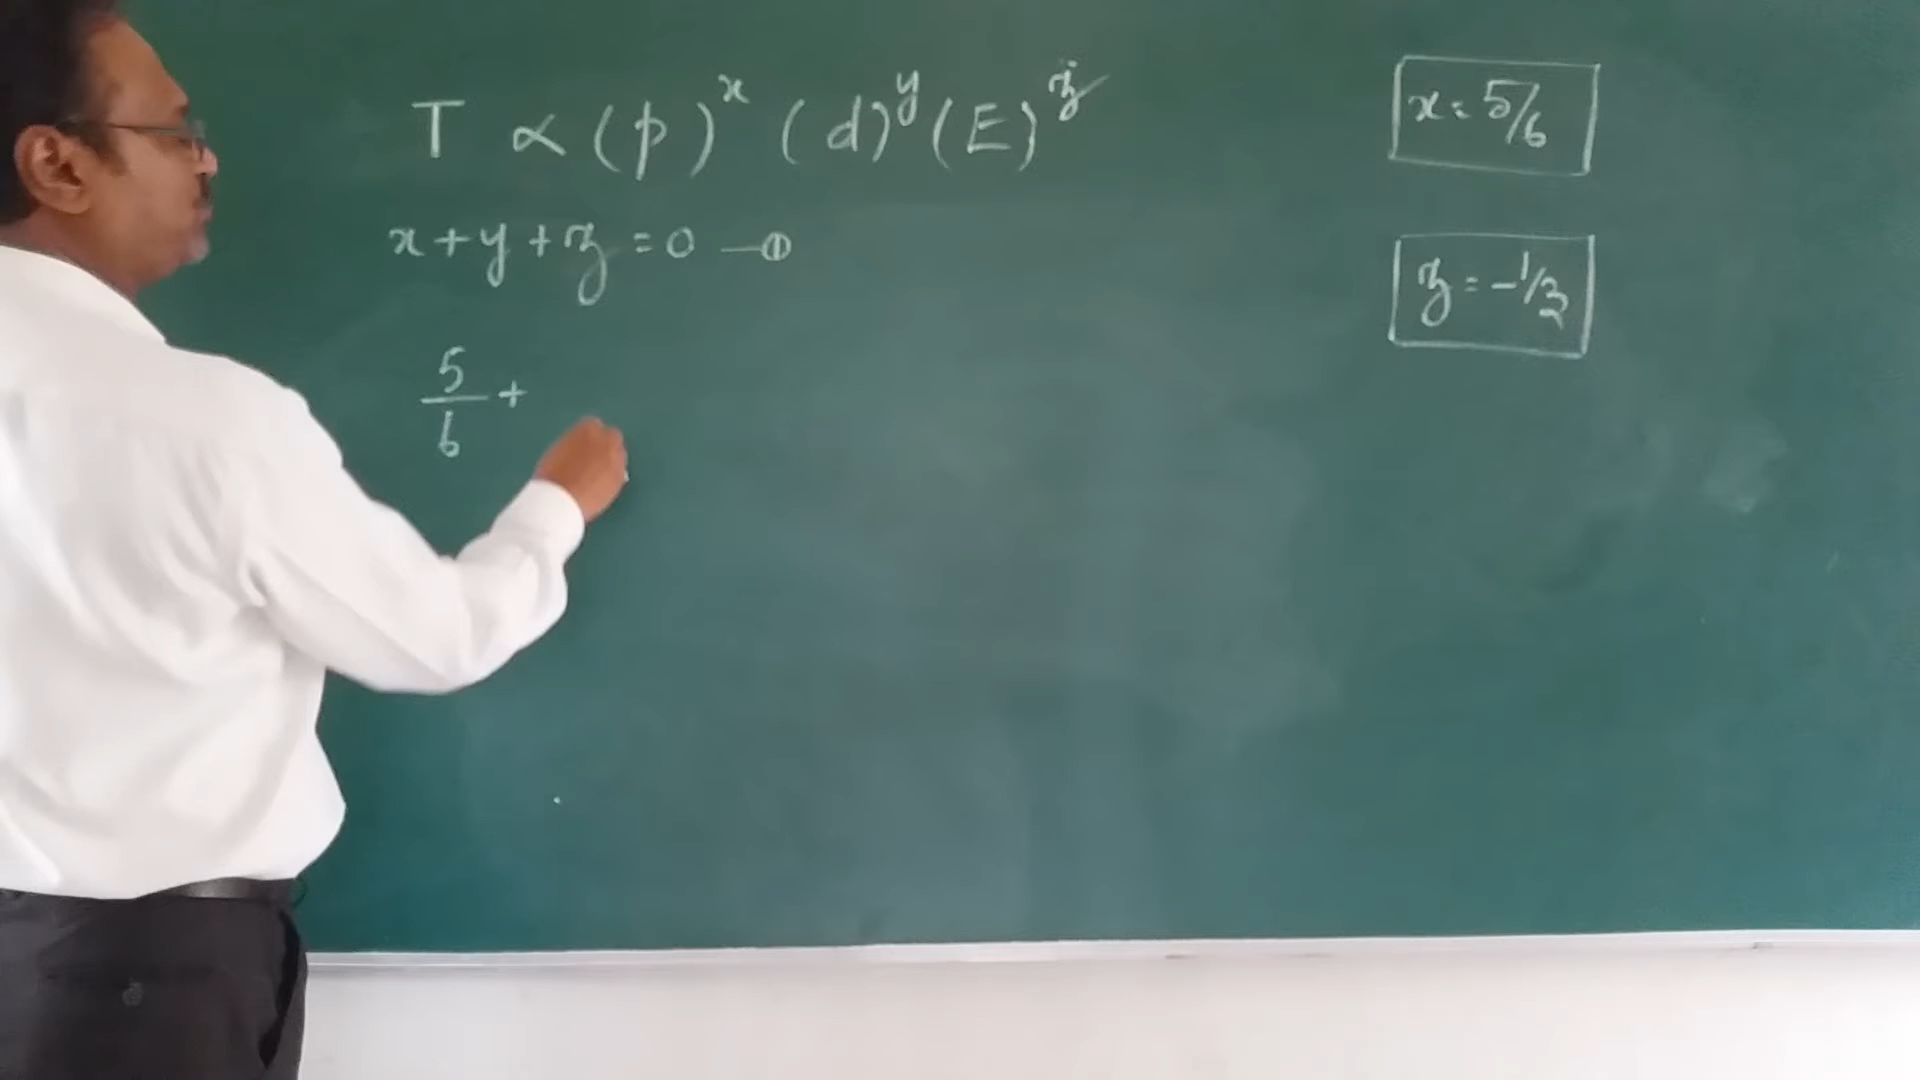 T ∝ (p)^x (d)^y (E)^z
x + y + z = 0 —①
5/6 +
x = 5/6
z = -1/3